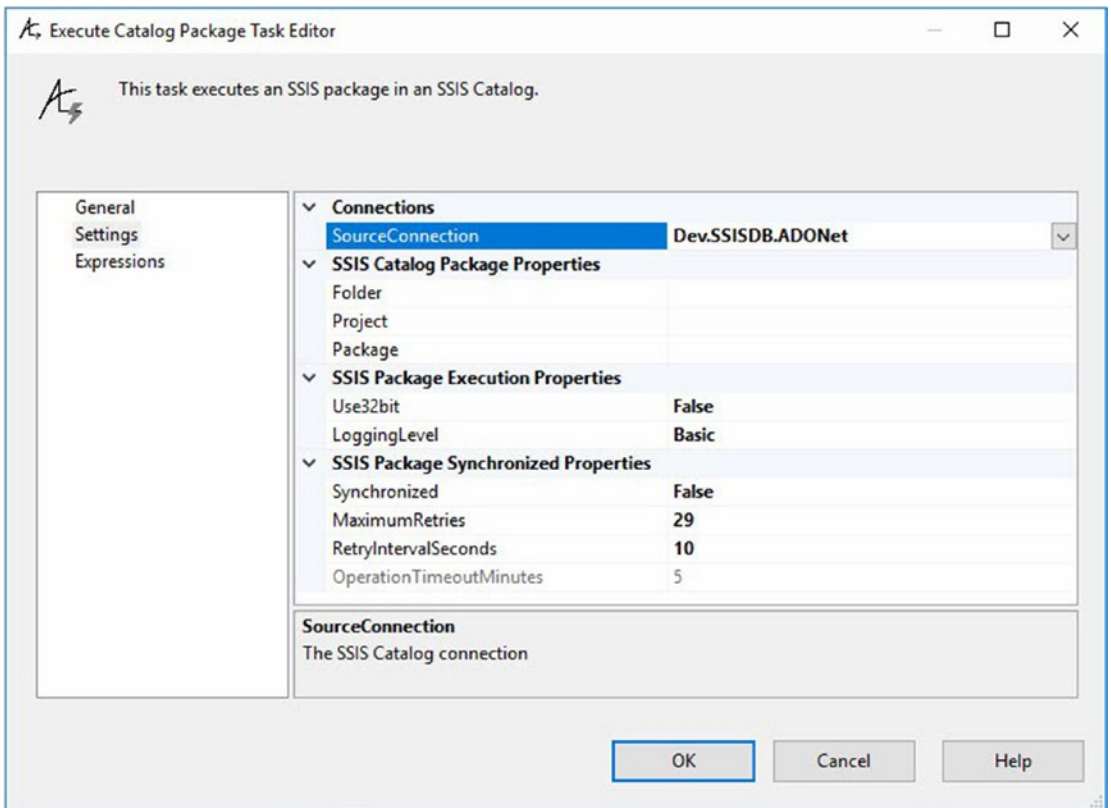 Execute Catalog Package Task Editor
This task executes an SSIS package in an SSIS Catalog.
General
Settings
Expressions
Connections
SourceConnection Dev.SSISDB.ADONet
SSIS Catalog Package Properties
Folder
Project
Package
SSIS Package Execution Properties
Use32bit False
LoggingLevel Basic
SSIS Package Synchronized Properties
Synchronized False
MaximumRetries 29
RetryIntervalSeconds 10
OperationTimeoutMinutes 5
SourceConnection
The SSIS Catalog connection
OK Cancel Help